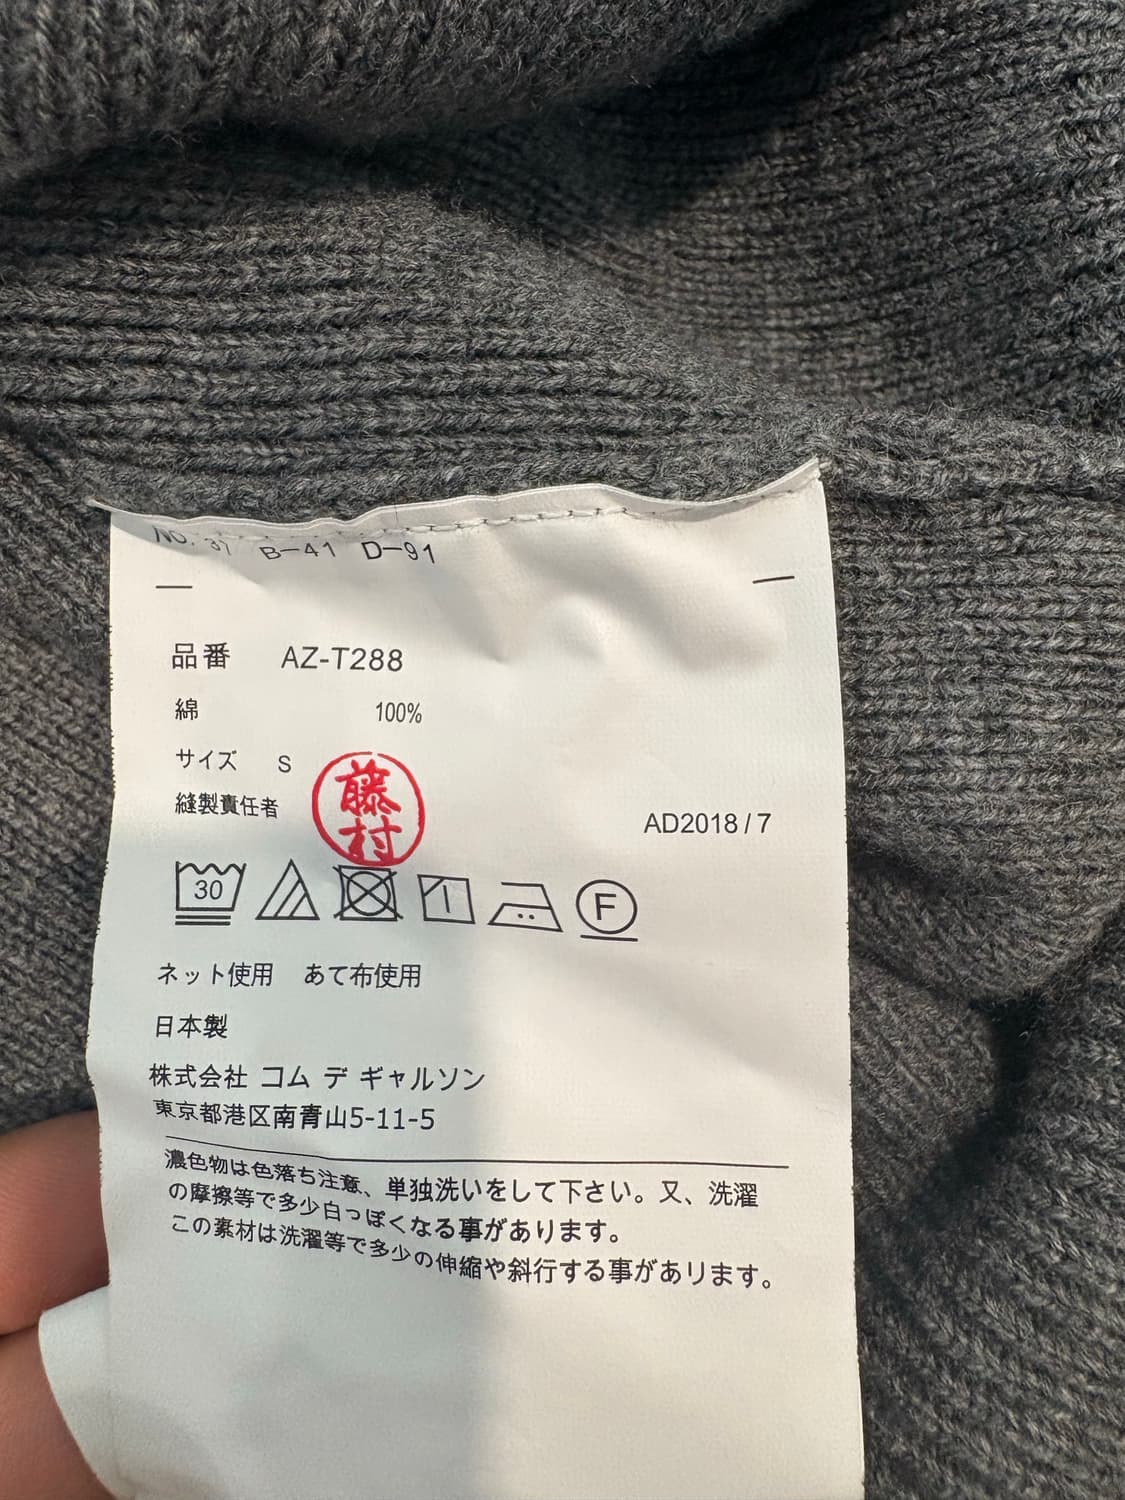 No. 37 B-41 D-91
品番 AZ-T288
綿 100%
サイズ S
縫製責任者 藤村
AD2018/7
30
F
ネット使用 あて布使用
日本製
株式会社 コム デ ギャルソン
東京都港区南青山5-11-5
濃色物は色落ち注意、単独洗いをして下さい。又、洗濯
の摩擦等で多少白っぽくなる事があります。
この素材は洗濯等で多少の伸縮や斜行する事があります。